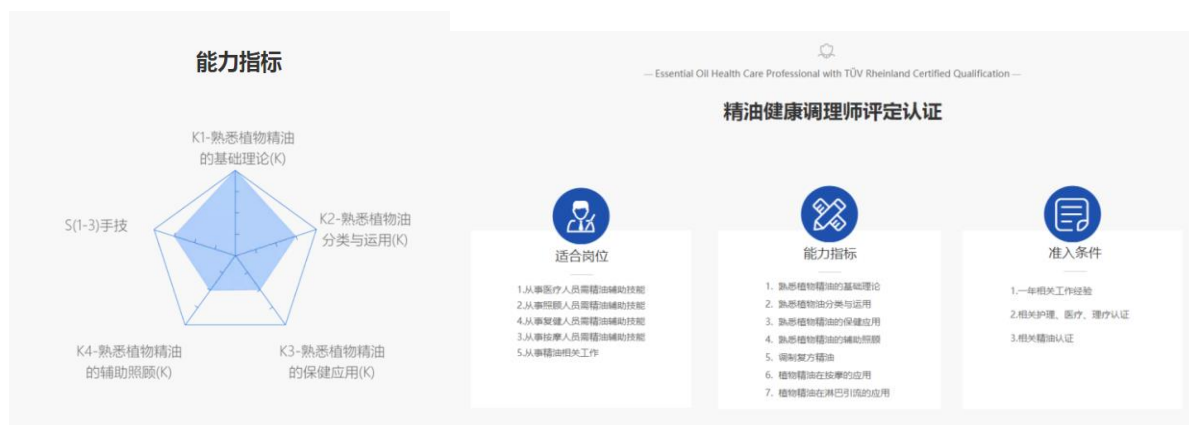 能力指标
K1-熟悉植物精油
的基础理论(K)
K2-熟悉植物油
分类与运用(K)
S(1-3)手技
K4-熟悉植物精油
的辅助照顾(K)
K3-熟悉植物精油
的保健应用(K)
— Essential Oil Health Care Professional with TÜV Rheinland Certified Qualification —
精油健康调理师评定认证
适合岗位
1.从事医疗人员需精油辅助技能
2.从事照顾人员需精油辅助技能
4.从事复健人员需精油辅助技能
3.从事按摩人员需精油辅助技能
5.从事精油相关工作
能力指标
1. 熟悉植物精油的基础理论
2. 熟悉植物油分类与运用
3. 熟悉植物精油的保健应用
4. 熟悉植物精油的辅助照顾
5. 调制复方精油
6. 植物精油在按摩的应用
7. 植物精油在淋巴引流的应用
准入条件
1.一年相关工作经验
2.相关护理、医疗、理疗认证
3.相关精油认证